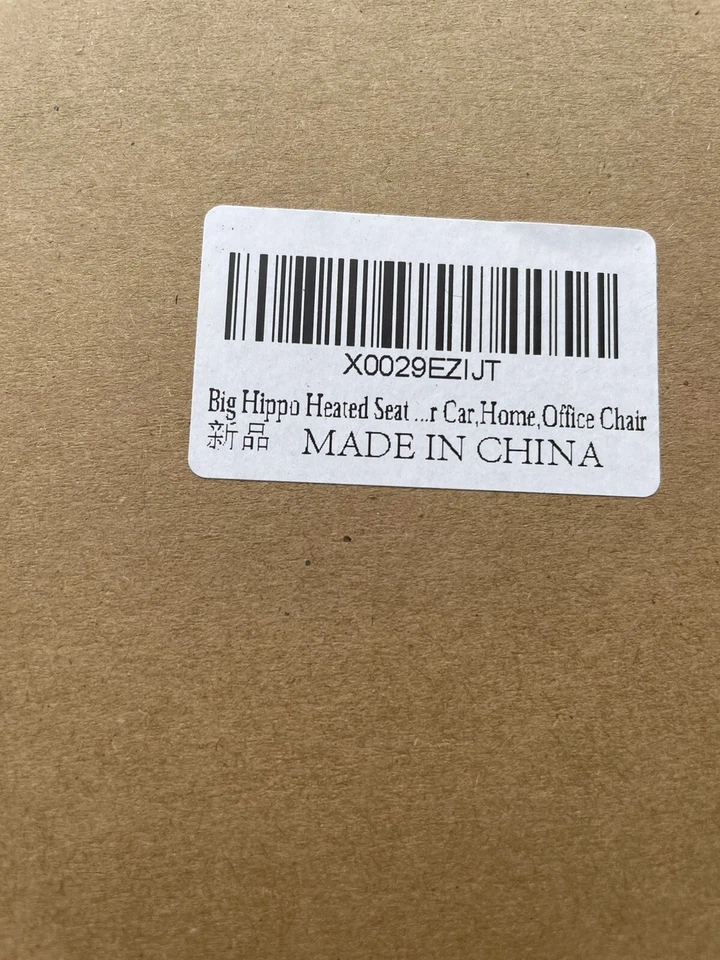 X0029EZIJT
Big Hippo Heated Seat ...r Car,Home,Office Chair
新品 MADE IN CHINA